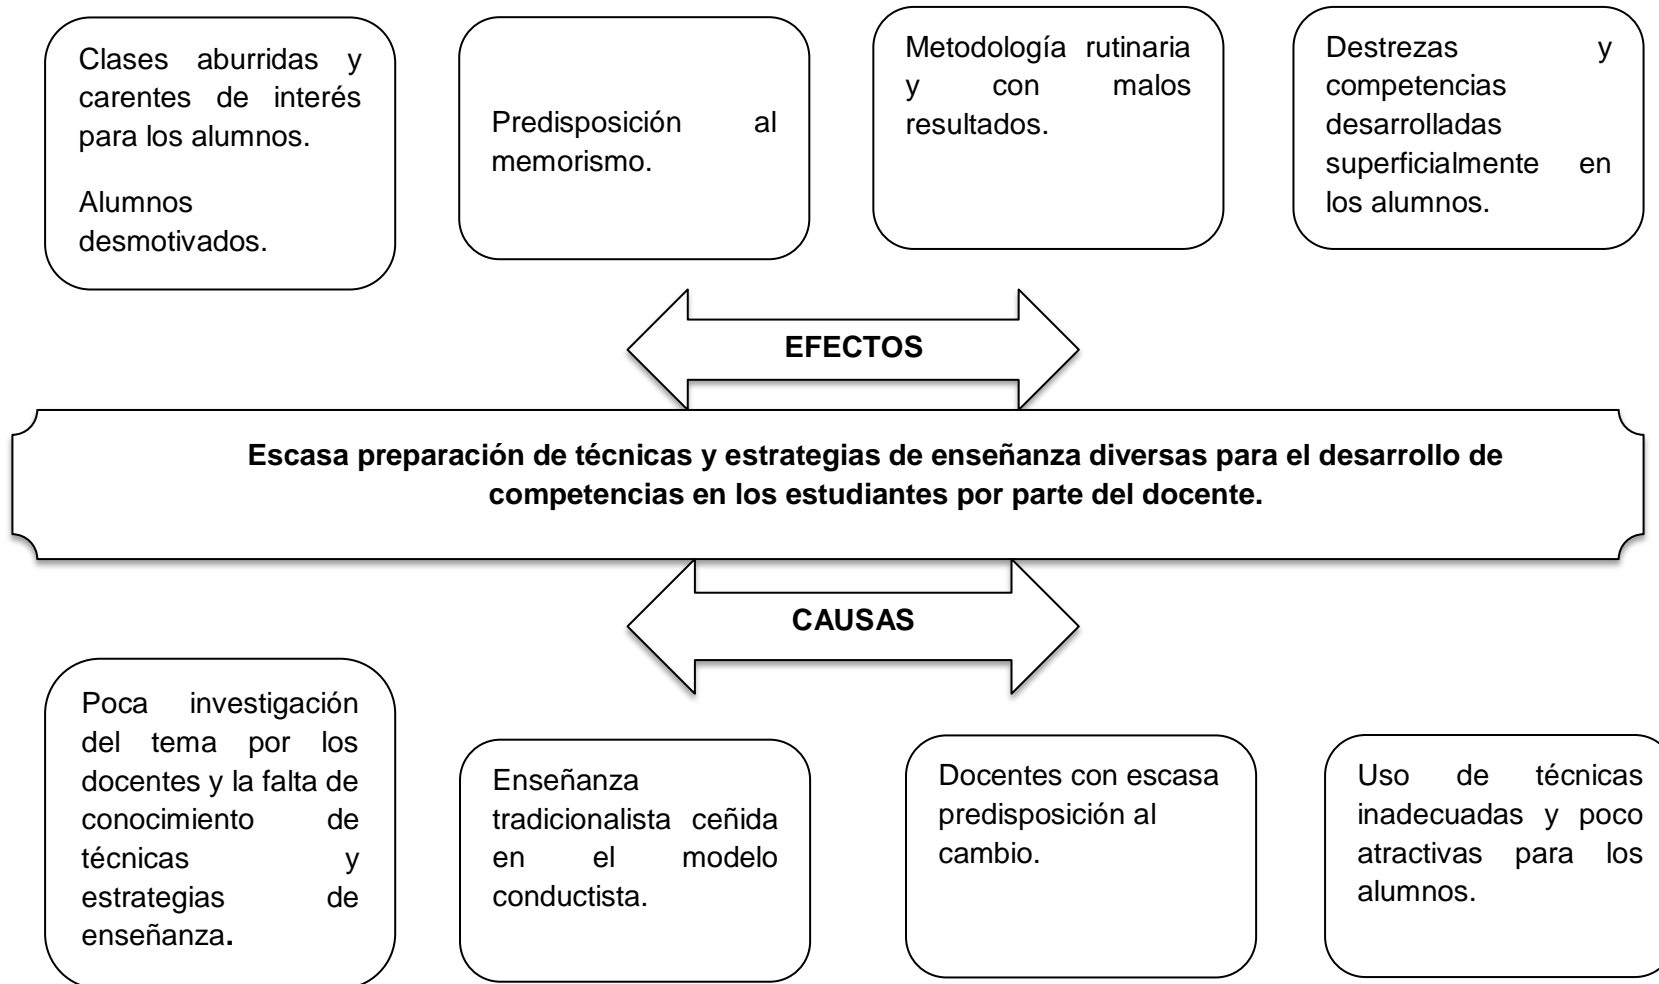 Clases aburridas y
carentes de interés
para los alumnos.
Alumnos
desmotivados.
Predisposición al
memorismo.
Metodología rutinaria
y con malos
resultados.
Destrezas y
competencias
desarrolladas
superficialmente en
los alumnos.
EFECTOS
Escasa preparación de técnicas y estrategias de enseñanza diversas para el desarrollo de
competencias en los estudiantes por parte del docente.
CAUSAS
Poca investigación
del tema por los
docentes y la falta de
conocimiento de
técnicas y
estrategias de
enseñanza.
Enseñanza
tradicionalista ceñida
en el modelo
conductista.
Docentes con escasa
predisposición al
cambio.
Uso de técnicas
inadecuadas y poco
atractivas para los
alumnos.